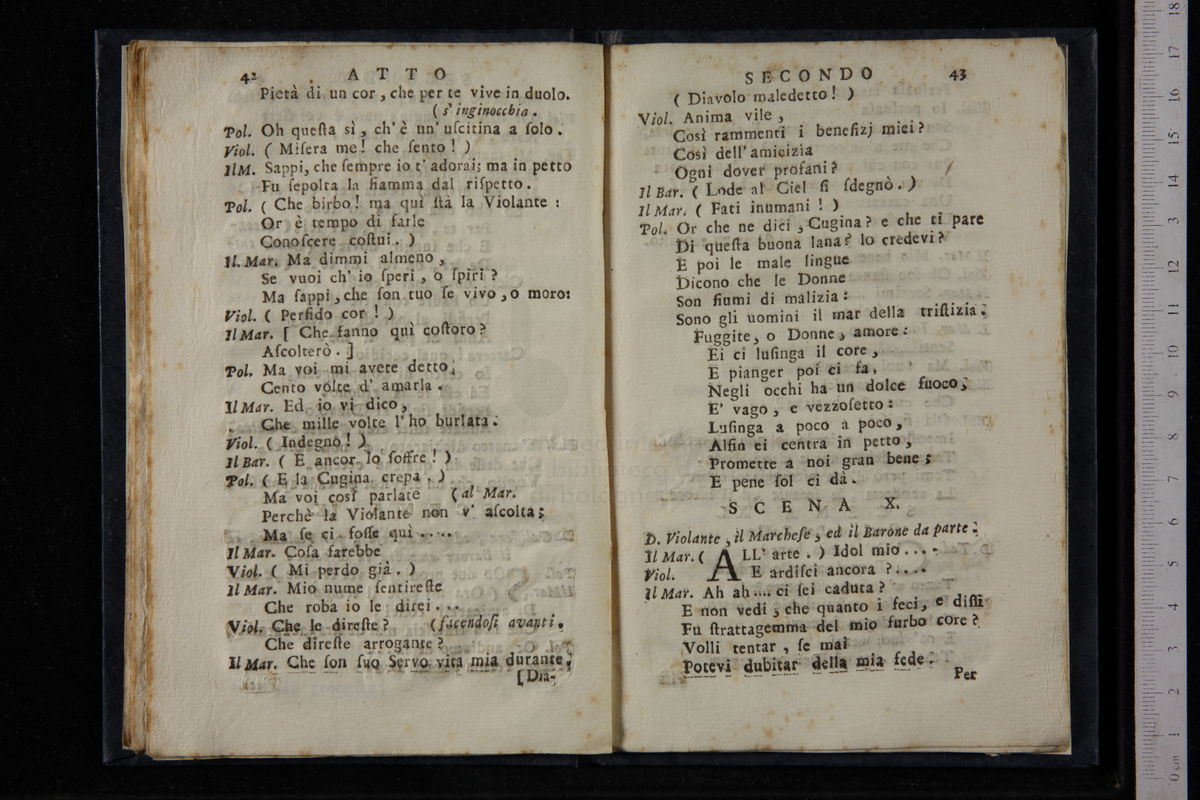 42 ATTO
Pietà di un cor, che per te vive in duolo.
(s' inginocchia.
Pol. Oh queſta sì, ch' è un' uſcitina a ſolo.
Viol. ( Miſera me! che ſento! )
Il M. Sappi, che ſempre io t' adorai; ma in petto
Fu ſepolta la fiamma dal riſpetto.
Pol. ( Che birbo! ma quì ſtà la Violante :
Or è tempo di farle
Conoſcere coſtui. )
Il. Mar. Ma dimmi almeno,
Se vuoi ch' io ſperi, o ſpiri ?
Ma ſappi, che ſon tuo ſe vivo, o moro:
Viol. ( Perfido cor ! )
Il Mar. [ Che fanno quì coſtoro?
Aſcolterò. ]
Pol. Ma voi mi avete detto,
Cento volte d' amarla.
Il Mar. Ed io vi dico,
Che mille volte l' ho burlata.
Viol. ( Indegno! )
Il Bar. ( E ancor lo ſoffre! )
Pol. ( E la Cugina crepa. )
Ma voi così parlate (al Mar.
Perchè la Violante non v' aſcolta;
Ma ſe ci foſſe quì .....
Il Mar. Coſa farebbe
Viol. ( Mi perdo già. )
Il Mar. Mio nume ſentireſte
Che roba io le direi...
Viol. Che le direſte? (facendoſi avanti.
Che direſte arrogante?
Il Mar. Che ſon ſuo Servo vita mia durante,
[Dia-
SECONDO 43
( Diavolo maledetto! )
Viol. Anima vile,
Così rammenti i benefizj miei?
Così dell' amicizia
Ogni dover profani?
Il Bar. ( Lode al Ciel ſi ſdegnò. )
Il Mar. ( Fati inumani ! )
Pol. Or che ne dici, Cugina? e che ti pare
Di queſta buona lana? lo credevi?
E poi le male lingue
Dicono che le Donne
Son fiumi di malizia:
Sono gli uomini il mar della triſtizia.
Fuggite, o Donne, amore:
Ei ci luſinga il core,
E pianger poi ci fa,
Negli occhi ha un dolce fuoco,
E' vago, e vezzoſetto:
Luſinga a poco a poco,
Alfin ei centra in petto,
Promette a noi gran bene;
E pene ſol ci dà.
SCENA X.
D. Violante, il Marcheſe, ed il Barone da parte.
Il Mar. ( ALL' arte. ) Idol mio....
Viol. E ardiſci ancora ?....
Il Mar. Ah ah.... ci ſei caduta?
E non vedi, che quanto i feci, e diſſi
Fu ſtrattagemma del mio furbo core?
Volli tentar, ſe mai
Potevi dubitar della mia fede.
Per